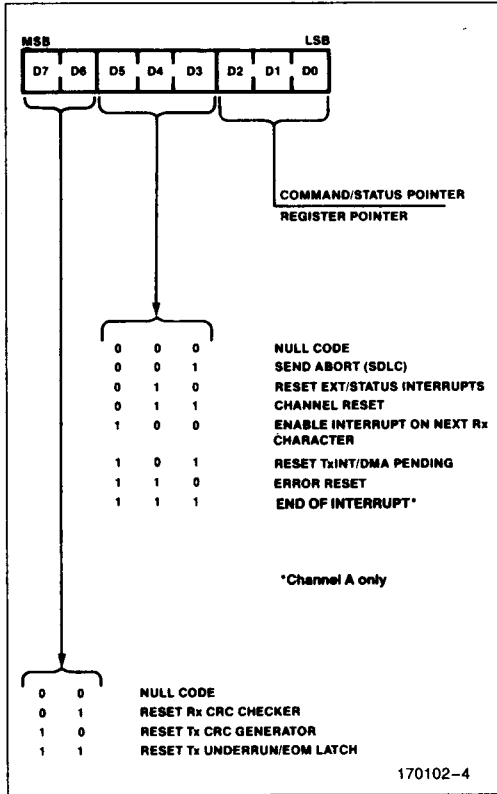 MSB LSB
D7 D6 D5 D4 D3 D2 D1 D0
COMMAND/STATUS POINTER
REGISTER POINTER
0 0 0 NULL CODE
0 0 1 SEND ABORT (SDLC)
0 1 0 RESET EXT/STATUS INTERRUPTS
0 1 1 CHANNEL RESET
1 0 0 ENABLE INTERRUPT ON NEXT Rx
CHARACTER
1 0 1 RESET TxINT/DMA PENDING
1 1 0 ERROR RESET
1 1 1 END OF INTERRUPT*
*Channel A only
0 0 NULL CODE
0 1 RESET Rx CRC CHECKER
1 0 RESET Tx CRC GENERATOR
1 1 RESET Tx UNDERRUN/EOM LATCH
170102–4